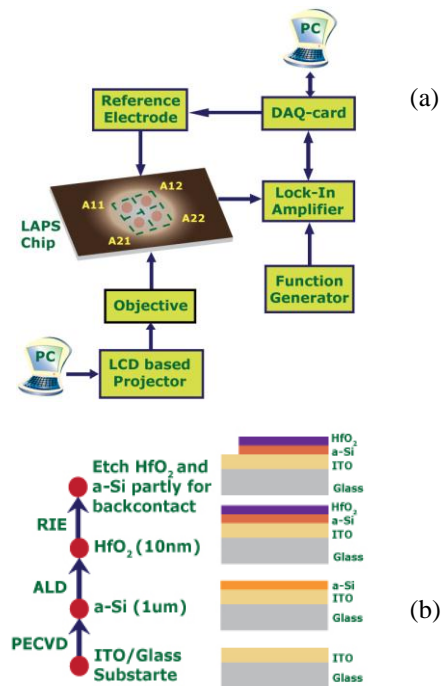 PC
(a)
Reference
Electrode
DAQ-card
A12
A11
A22
A21
LAPS
Chip
Lock-In
Amplifier
Function
Generator
Objective
PC
LCD based
Projector
Etch HfO2 and
a-Si partly for
backcontact
RIE
HfO2 (10nm)
ALD
a-Si (1um)
PECVD
ITO/Glass
Substarte
HfO2
a-Si
ITO
Glass
HfO2
a-Si
ITO
Glass
a-Si
ITO
Glass
(b)
ITO
Glass